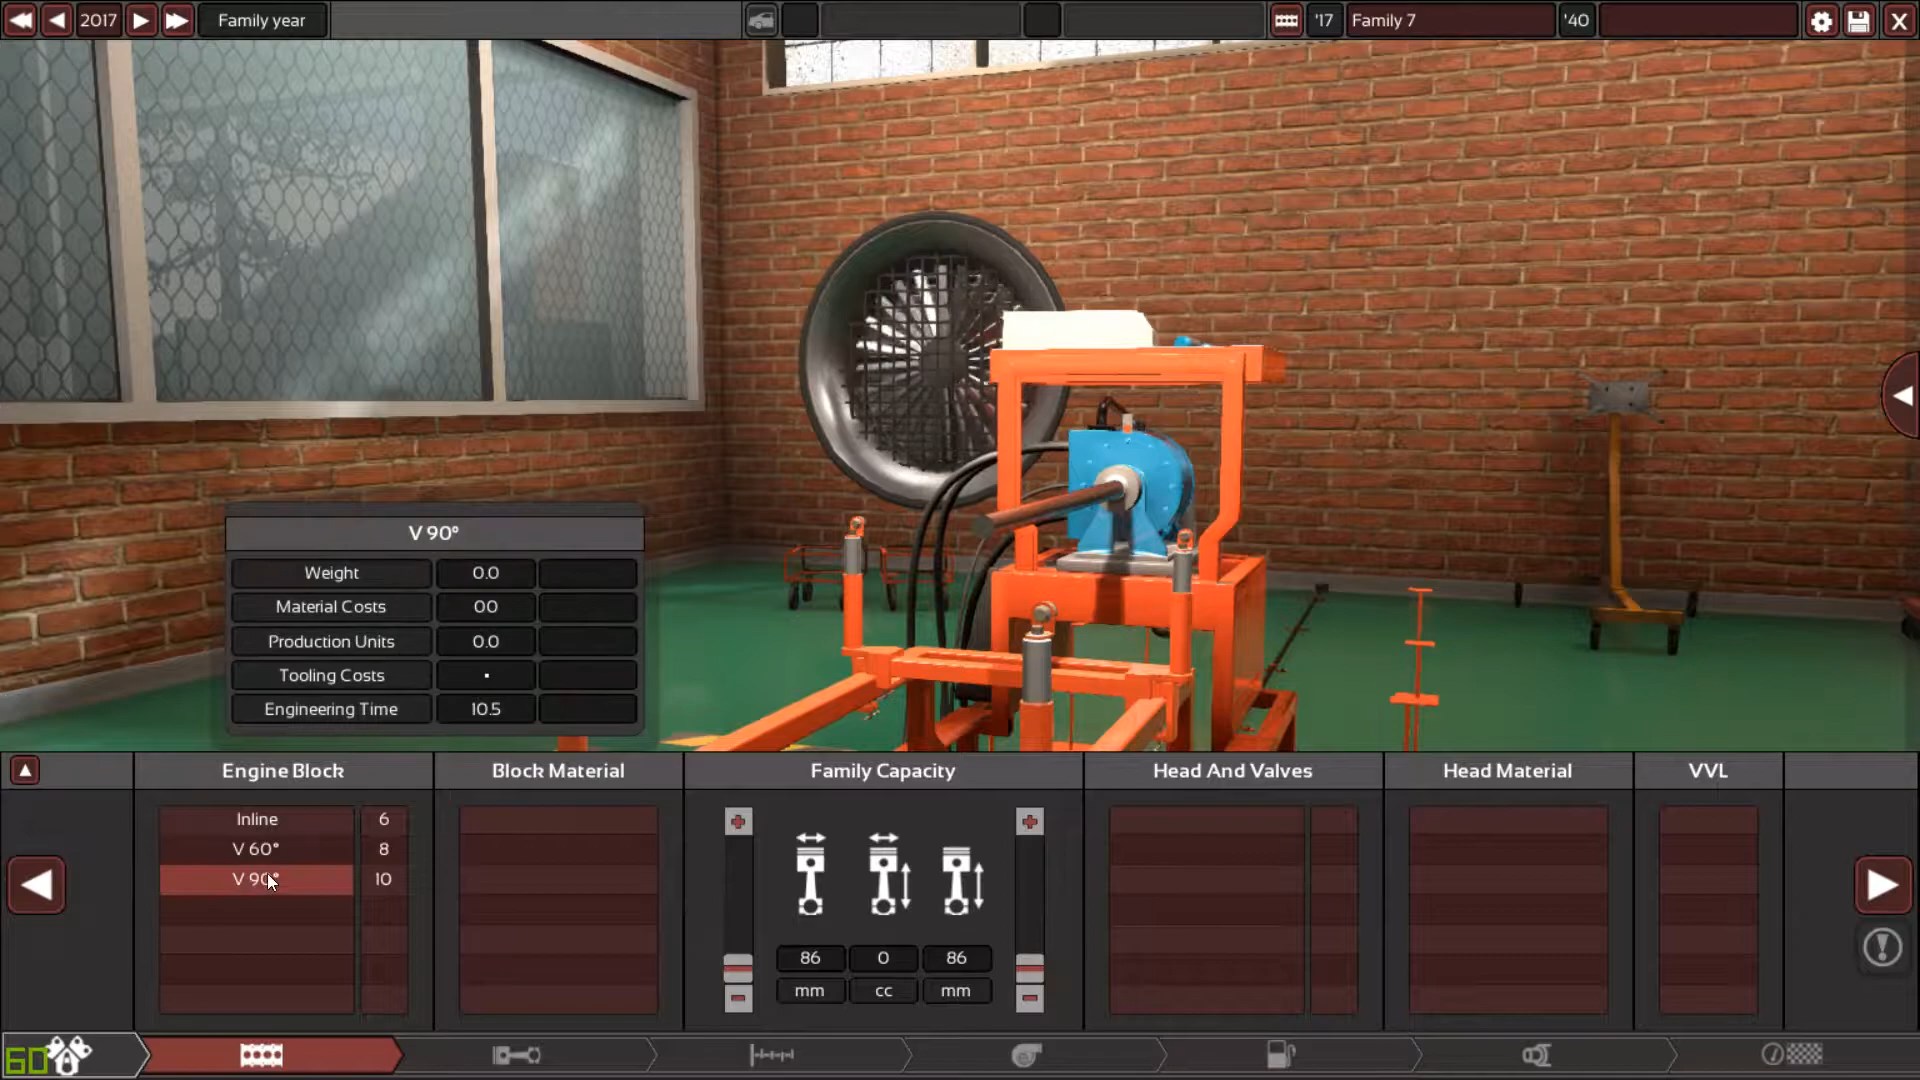 2017 Family year '17 Family 7 '40
V 90°
Weight 0.0
Material Costs 00
Production Units 0.0
Tooling Costs
Engineering Time 10.5
Engine Block Block Material Family Capacity Head And Valves Head Material VVL
Inline 6
V 60° 8
V 90° 10
86 0 86
mm cc mm
60